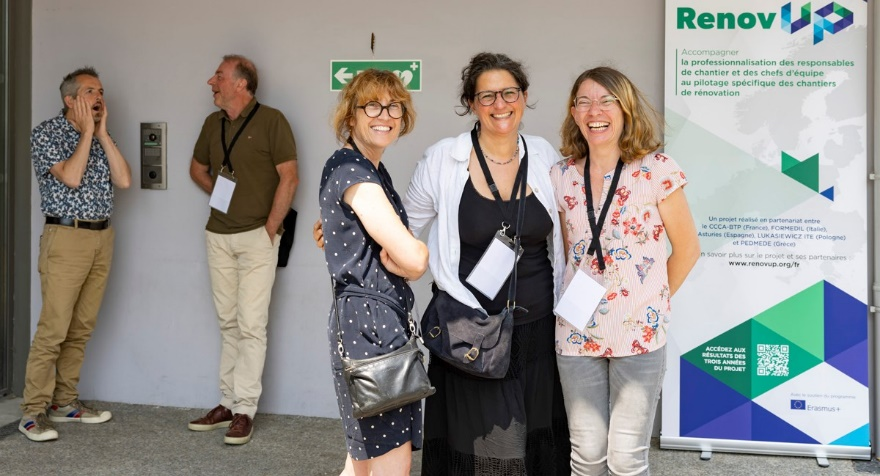 RenovUP
Accompagner
la professionnalisation des responsables
de chantier et des chefs d'équipe
au pilotage spécifique des chantiers
de rénovation
Un projet réalisé en partenariat entre
le CCCA-BTP (France), FORMEDIL (Italie),
Asturies (Espagne), LUKASIEWICZ ITE (Pologne)
et PEDMEDE (Grèce)
n savoir plus sur le projet et ses partenaires
www.renovup.org/fr
ACCÉDEZ AUX
RÉSULTATS DES
TROIS ANNÉES
DU PROJET
Avec le soutien du programme
Erasmus+